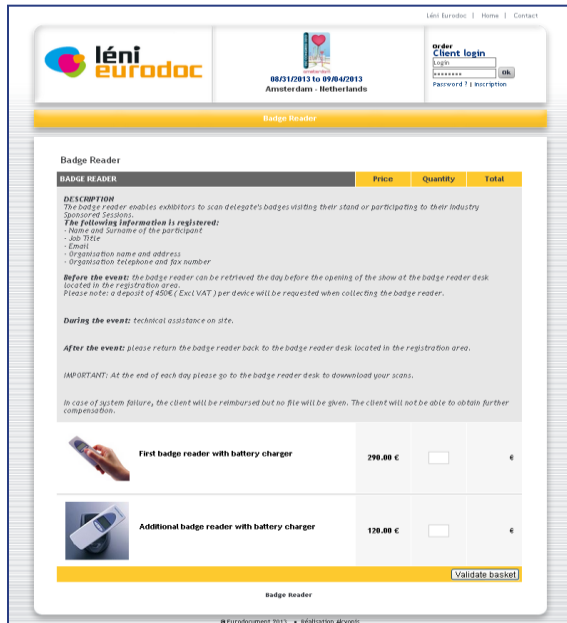 Léni Eurodoc | Home | Contact
léni
eurodoc
08/31/2013 to 09/04/2013
Amsterdam - Netherlands
Order
Client login
Login
********
Ok
Password ? | Inscription
Badge Reader
Badge Reader
BADGE READER Price Quantity Total
DESCRIPTION
The badge reader enables exhibitors to scan delegate's badges visiting their stand or participating to their Industry
Sponsored Sessions.
The following information is registered:
- Name and Surname of the participant
- Job Title
- Email
- Organisation name and address
- Organisation telephone and fax number
Before the event: the badge reader can be retrieved the day before the opening of the show at the badge reader desk
located in the registration area.
Please note: a deposit of 450€ ( Excl VAT ) per device will be requested when collecting the badge reader.
During the event: technical assistance on site.
After the event: please return the badge reader back to the badge reader desk located in the registration area.
IMPORTANT: At the end of each day please go to the badge reader desk to dowwnload your scans.
In case of system failure, the client will be reimbursed but no file will be given. The client will not be able to obtain further
compensation.
First badge reader with battery charger 290.00 € €
Additional badge reader with battery charger 120.00 € €
Validate basket
Badge Reader
Eurodocument 2013 • Réalisation